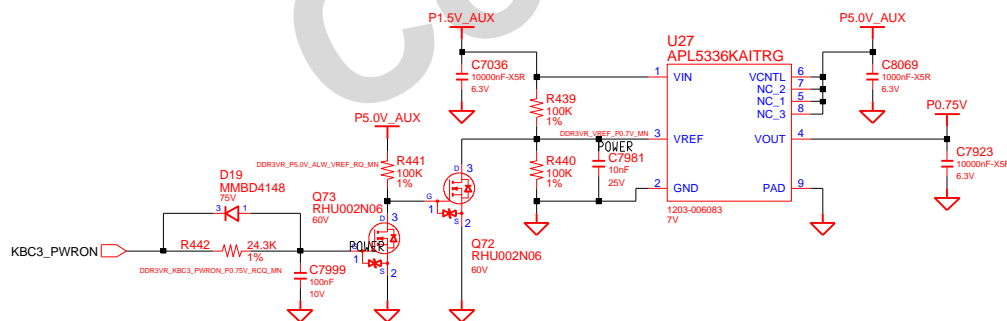 P1.5V_AUX
P5.0V_AUX
U27
APL5336KAITRG
C7036
10000nF-X5R
6.3V
1 VIN
VCNTL 6
NC_2 7
NC_1 5
NC_3 8
C8069
10000nF-X5R
6.3V
R439
100K
1%
P0.75V
P5.0V_AUX
DDR3VR_VREF_P0.7V_MN
3 VREF
VOUT 4
POWER
DDR3VR_P5.0V_ALW_VREF_RQ_MN
R441
100K
1%
R440
100K
1%
C7981
10nF
25V
C7923
10000nF-X5R
6.3V
D19
MMBD4148
75V
3 1
D 3
G
1
S 2
2 GND
PAD 9
1203-006083
7V
Q73
RHU002N06
60V
D 3
KBC3_PWRON
R442
24.3K
1%
POWER
G
1
S 2
Q72
RHU002N06
60V
DDR3VR_KBC3_PWRON_P0.75V_RCQ_MN
C7999
100nF
10V